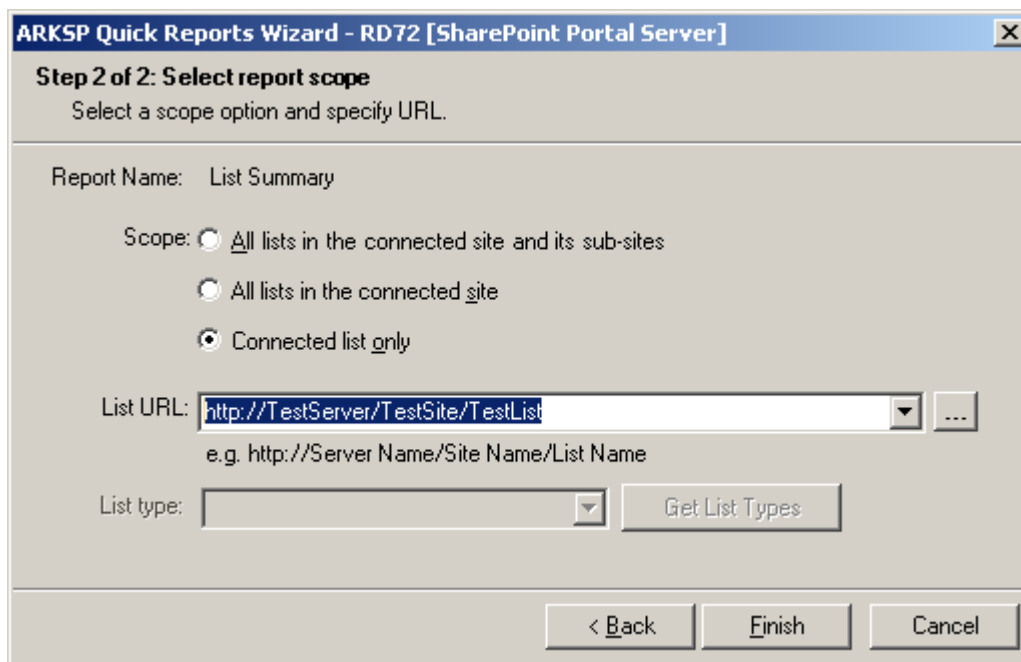 ARKSP Quick Reports Wizard - RD72 [SharePoint Portal Server]
Step 2 of 2: Select report scope
Select a scope option and specify URL.
Report Name: List Summary
Scope: All lists in the connected site and its sub-sites
All lists in the connected site
Connected list only
List URL: http://TestServer/TestSite/TestList ...
e.g. http://Server Name/Site Name/List Name
List type: Get List Types
< Back Finish Cancel